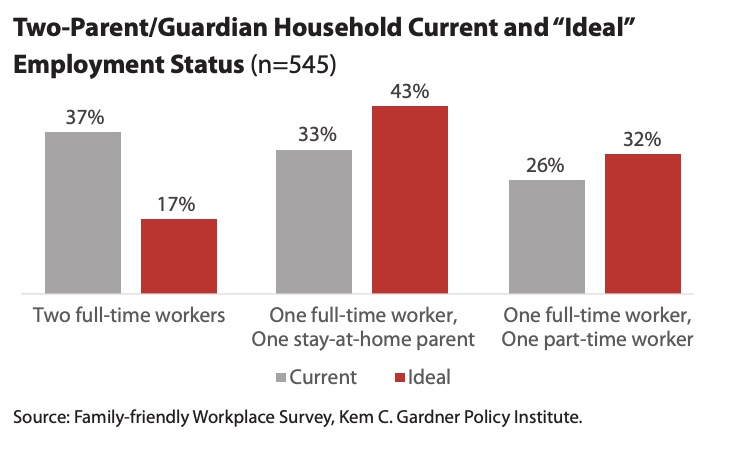 Two-Parent/Guardian Household Current and “Ideal”
Employment Status (n=545)
37%
17%
33%
43%
26%
32%
Two full-time workers
One full-time worker,
One stay-at-home parent
One full-time worker,
One part-time worker
Current
Ideal
Source: Family-friendly Workplace Survey, Kem C. Gardner Policy Institute.